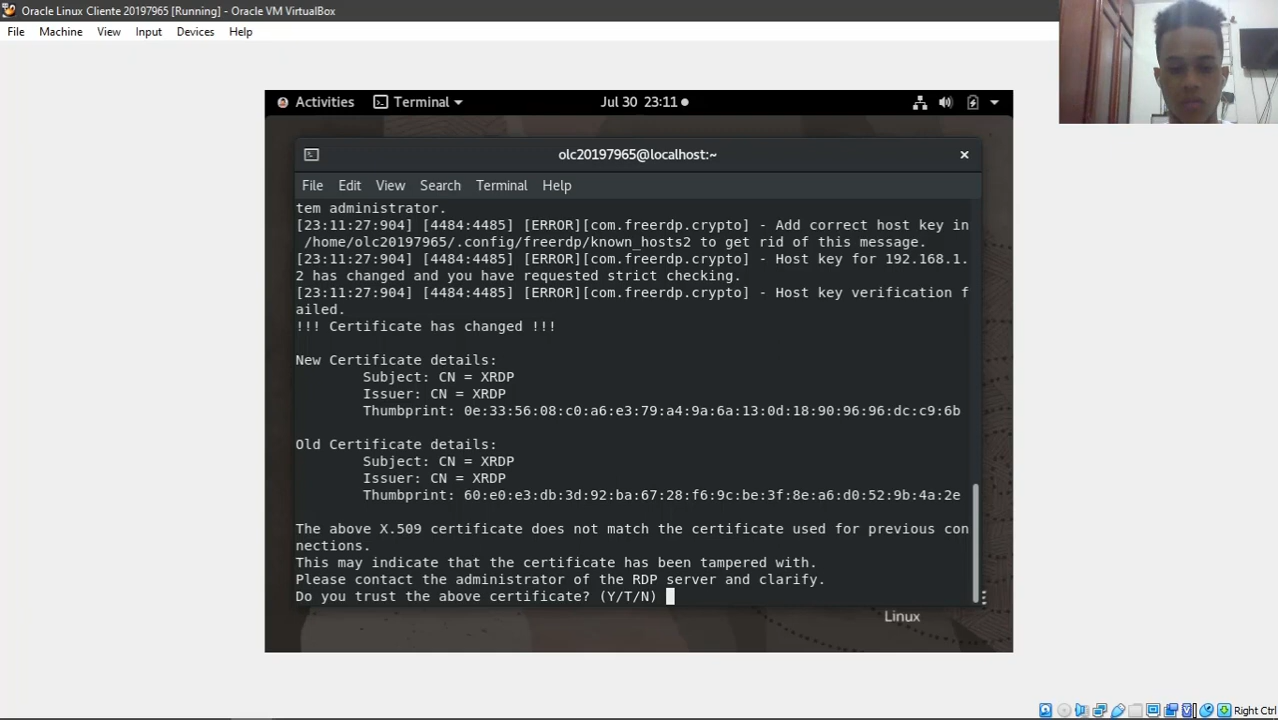 Oracle Linux Cliente 20197965 [Running] - Oracle VM VirtualBox
File Machine View Input Devices Help
Activities Terminal Jul 30 23:11
olc20197965@localhost:~
File Edit View Search Terminal Help
tem administrator.
[23:11:27:904] [4484:4485] [ERROR][com.freerdp.crypto] - Add correct host key in
/home/olc20197965/.config/freerdp/known_hosts2 to get rid of this message.
[23:11:27:904] [4484:4485] [ERROR][com.freerdp.crypto] - Host key for 192.168.1.
2 has changed and you have requested strict checking.
[23:11:27:904] [4484:4485] [ERROR][com.freerdp.crypto] - Host key verification f
ailed.
!!! Certificate has changed !!!
New Certificate details:
Subject: CN = XRDP
Issuer: CN = XRDP
Thumbprint: 0e:33:56:08:c0:a6:e3:79:a4:9a:6a:13:0d:18:90:96:96:dc:c9:6b
Old Certificate details:
Subject: CN = XRDP
Issuer: CN = XRDP
Thumbprint: 60:e0:e3:db:3d:92:ba:67:28:f6:9c:be:3f:8e:a6:d0:52:9b:4a:2e
The above X.509 certificate does not match the certificate used for previous con
nections.
This may indicate that the certificate has been tampered with.
Please contact the administrator of the RDP server and clarify.
Do you trust the above certificate? (Y/T/N)
Linux
Right Ctrl